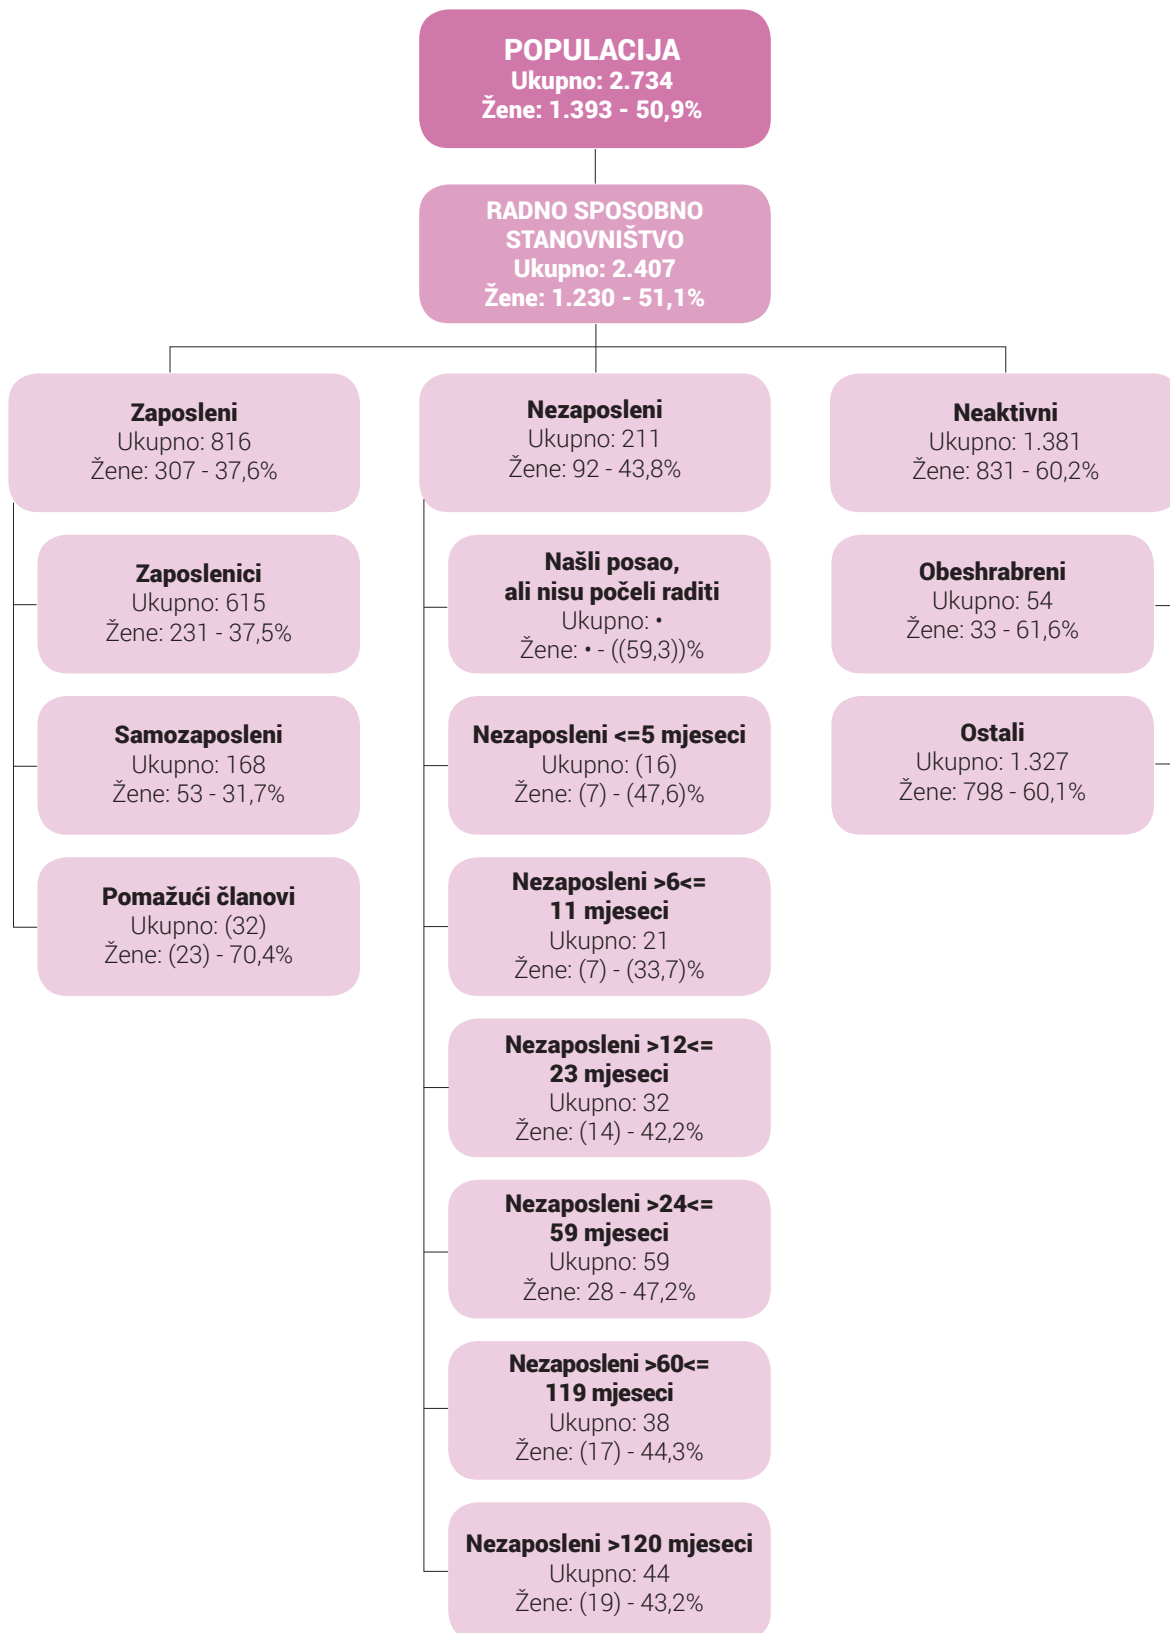 POPULACIJA
Ukupno: 2.734
Žene: 1.393 - 50,9%
RADNO SPOSOBNO
STANOVNIŠTVO
Ukupno: 2.407
Žene: 1.230 - 51,1%
Zaposleni
Ukupno: 816
Žene: 307 - 37,6%
Zaposlenici
Ukupno: 615
Žene: 231 - 37,5%
Samozaposleni
Ukupno: 168
Žene: 53 - 31,7%
Pomažući članovi
Ukupno: (32)
Žene: (23) - 70,4%
Nezaposleni
Ukupno: 211
Žene: 92 - 43,8%
Našli posao,
ali nisu počeli raditi
Ukupno: •
Žene: • - ((59,3))%
Nezaposleni <=5 mjeseci
Ukupno: (16)
Žene: (7) - (47,6)%
Nezaposleni >6<=
11 mjeseci
Ukupno: 21
Žene: (7) - (33,7)%
Nezaposleni >12<=
23 mjeseci
Ukupno: 32
Žene: (14) - 42,2%
Nezaposleni >24<=
59 mjeseci
Ukupno: 59
Žene: 28 - 47,2%
Nezaposleni >60<=
119 mjeseci
Ukupno: 38
Žene: (17) - 44,3%
Nezaposleni >120 mjeseci
Ukupno: 44
Žene: (19) - 43,2%
Neaktivni
Ukupno: 1.381
Žene: 831 - 60,2%
Obeshrabreni
Ukupno: 54
Žene: 33 - 61,6%
Ostali
Ukupno: 1.327
Žene: 798 - 60,1%